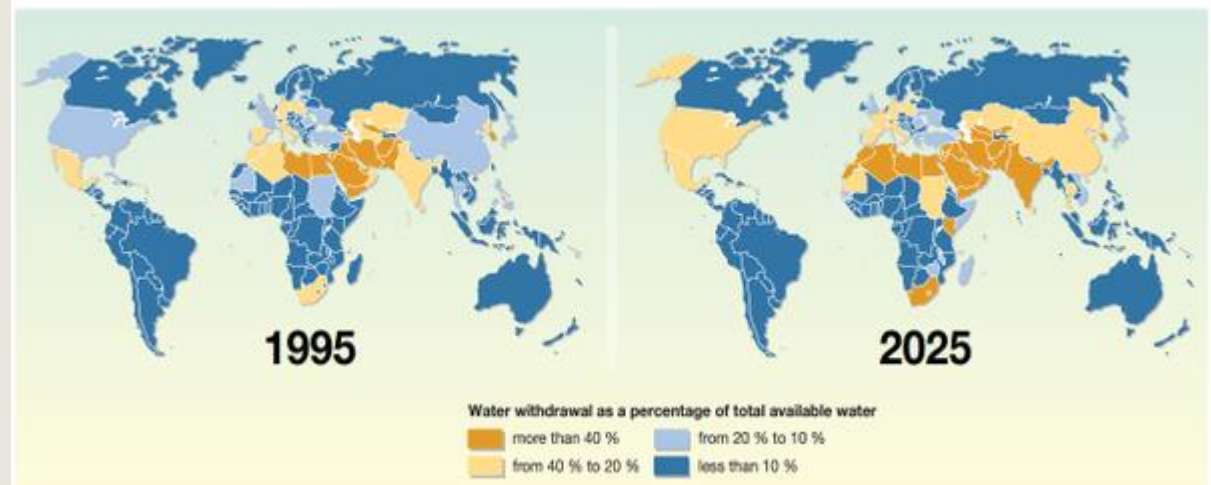 1995
2025
Water withdrawal as a percentage of total available water
more than 40 %
from 20 % to 10 %
from 40 % to 20 %
less than 10 %